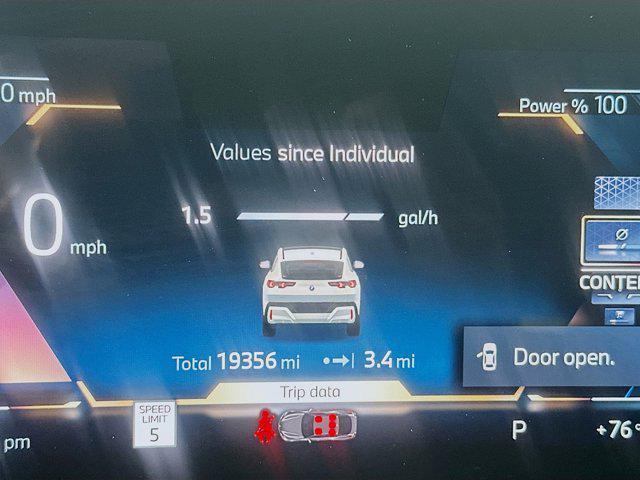 0 mph
Power % 100
Values since Individual
1.5 gal/h
0 mph
CONTE
Total 19356 mi 3.4 mi
Door open.
Trip data
SPEED LIMIT 5
pm
P
+76°